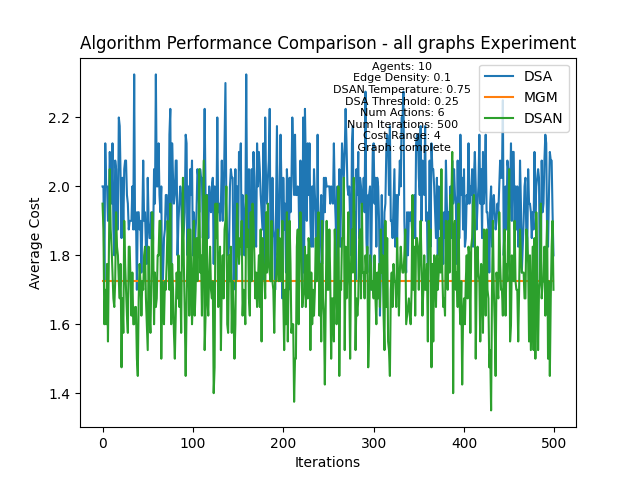 Algorithm Performance Comparison - all graphs Experiment
Agents: 10
Edge Density: 0.1
DSAN Temperature: 0.75
DSA Threshold: 0.25
Num Actions: 6
Num Iterations: 500
Cost Range: 4
Graph: complete
DSA
MGM
DSAN
Average Cost
2.2
2.0
1.8
1.6
1.4
0
100
200
300
400
500
Iterations